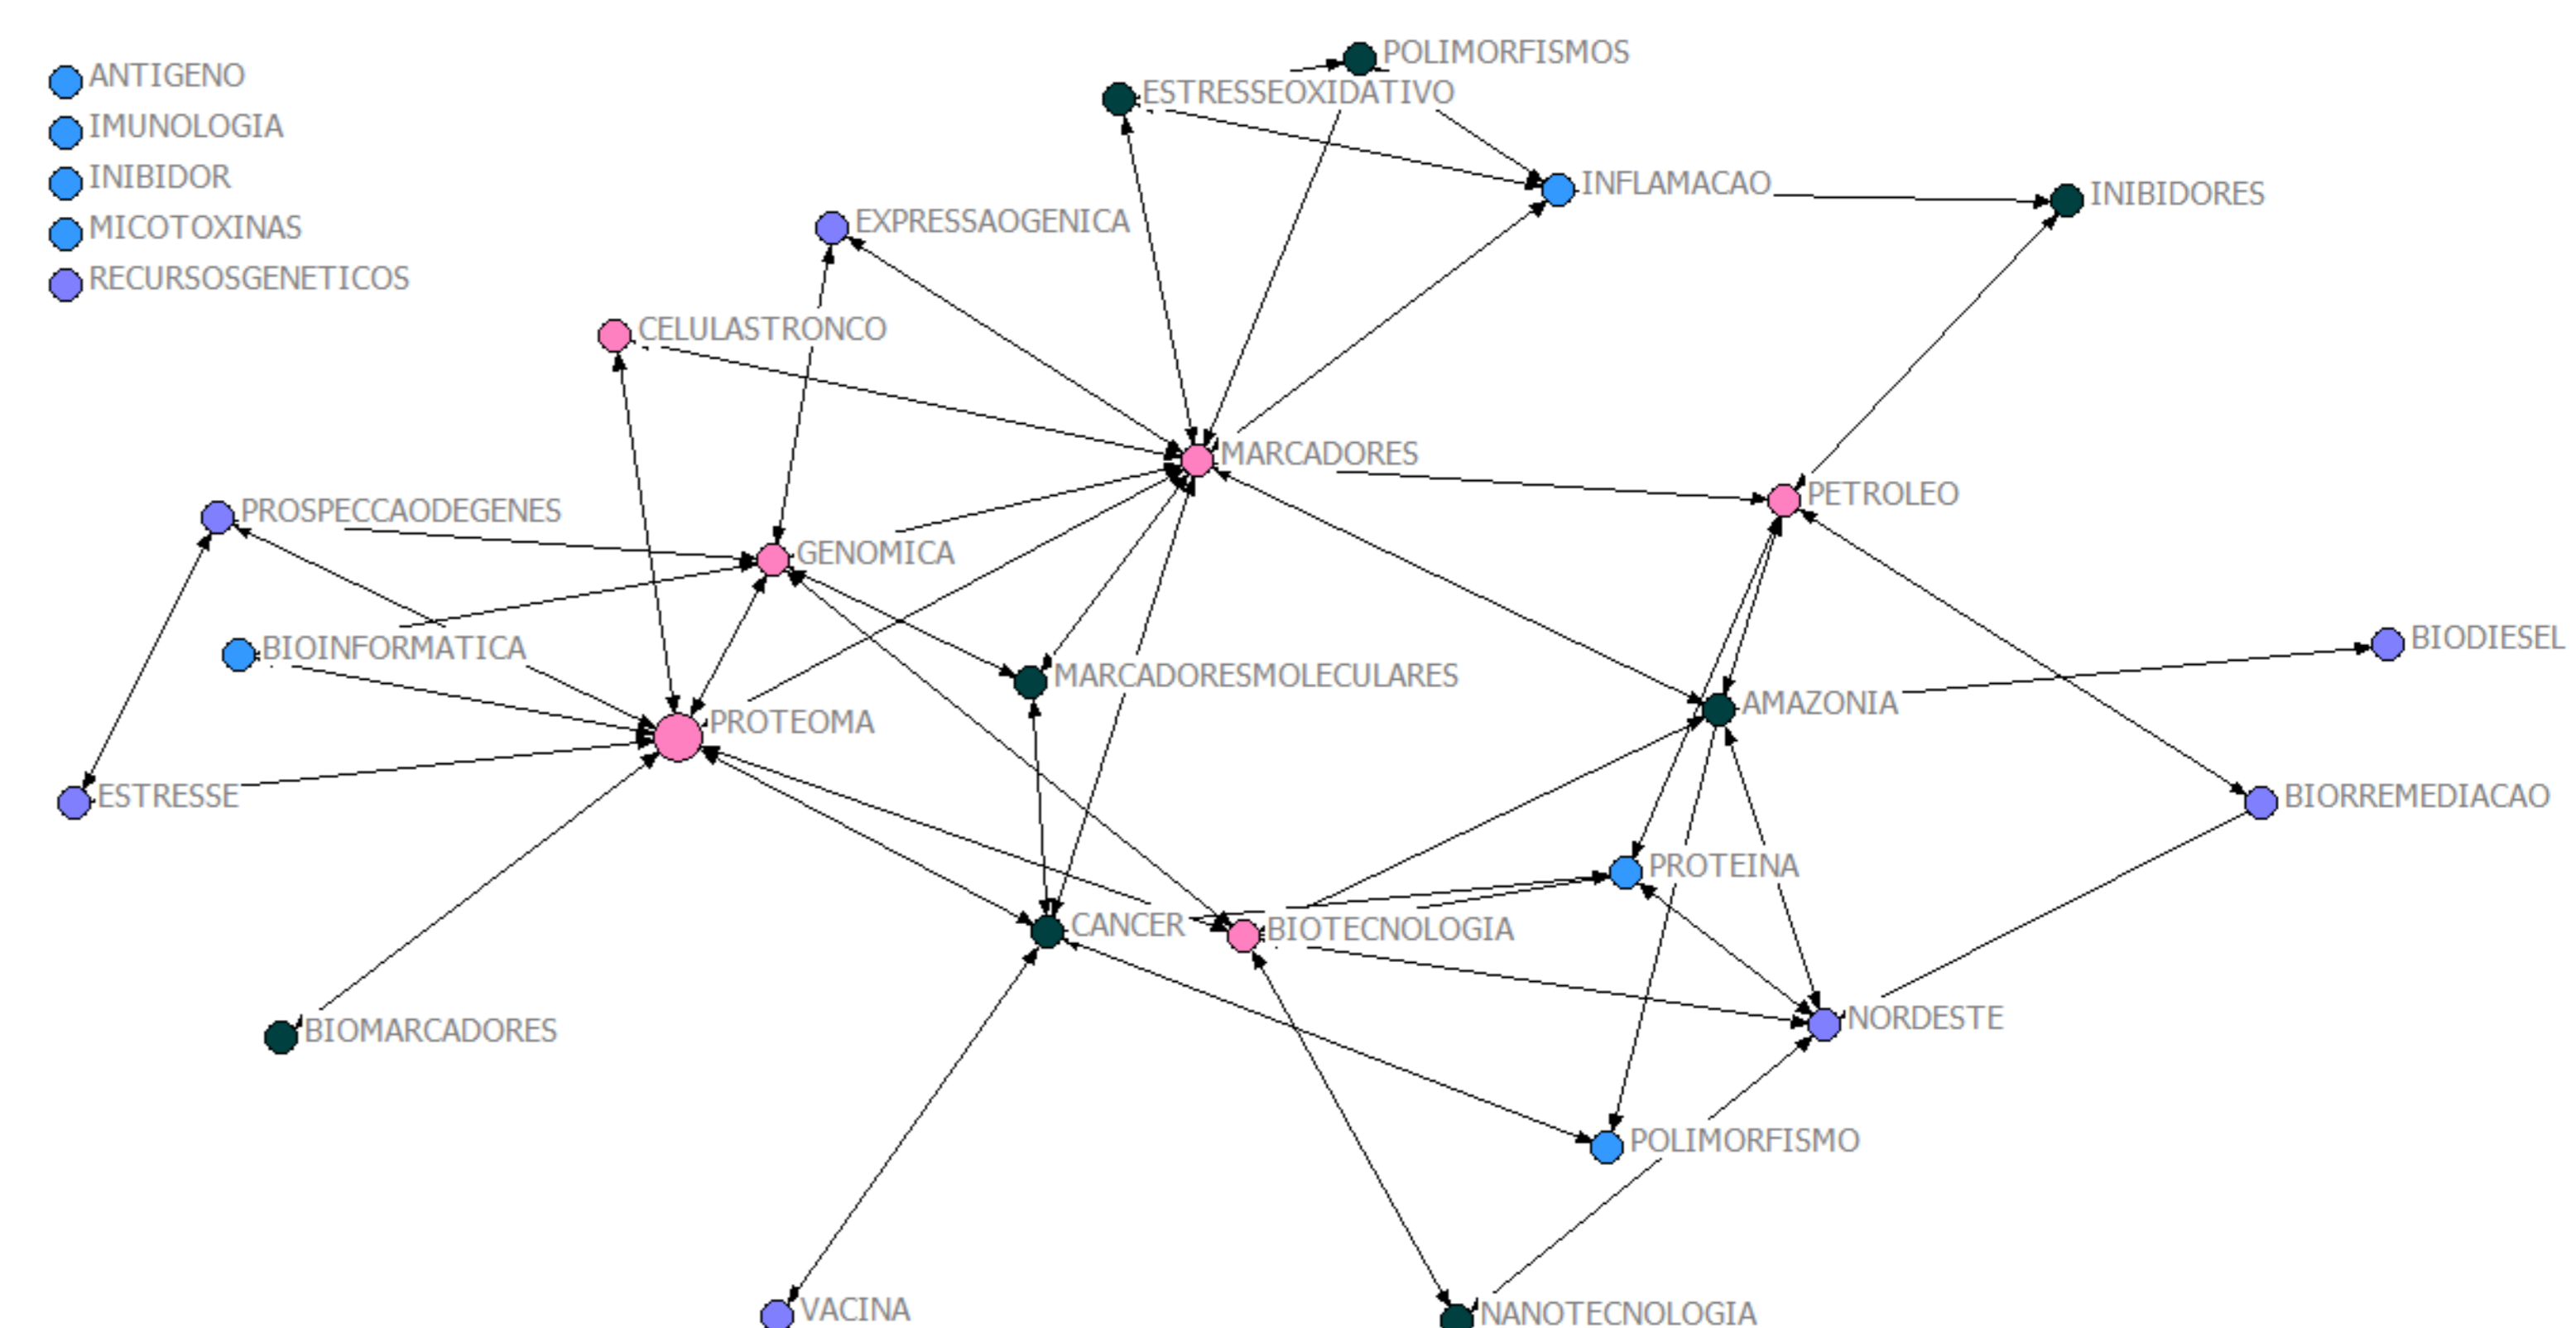 POLIMORFISMOS
ANTIGENO
ESTRESSEOXIDATIVO
IMUNOLOGIA
INIBIDOR
INFLAMACAO
INIBIDORES
MICOTOXINAS
EXPRESSAOGENICA
RECURSOSGENETICOS
CELULASTRONCO
MARCADORES
PETROLEO
PROSPECCAODEGENES
GENOMICA
BIODIESEL
BIOINFORMATICA
MARCADORESMOLECULARES
AMAZONIA
PROTEOMA
ESTRESSE
BIORREMEDIACAO
PROTEINA
CANCER
BIOTECNOLOGIA
NORDESTE
BIOMARCADORES
POLIMORFISMO
VACINA
NANOTECNOLOGIA